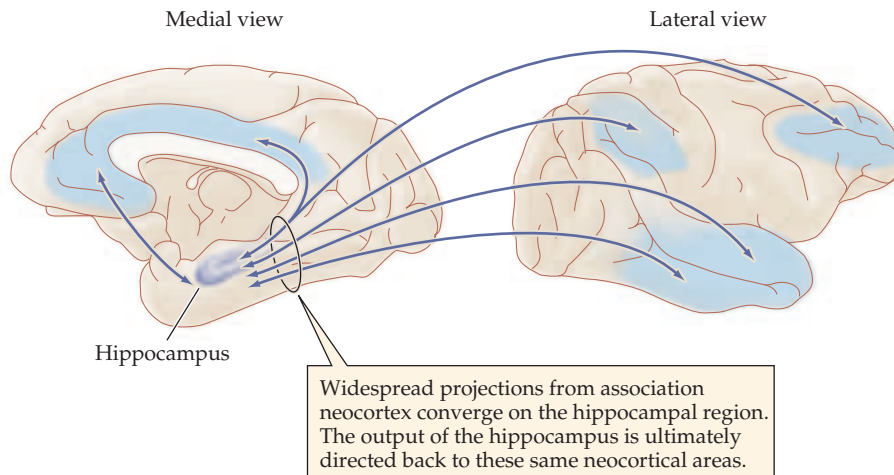 Medial view
Lateral view
Hippocampus
Widespread projections from association
neocortex converge on the hippocampal region.
The output of the hippocampus is ultimately
directed back to these same neocortical areas.